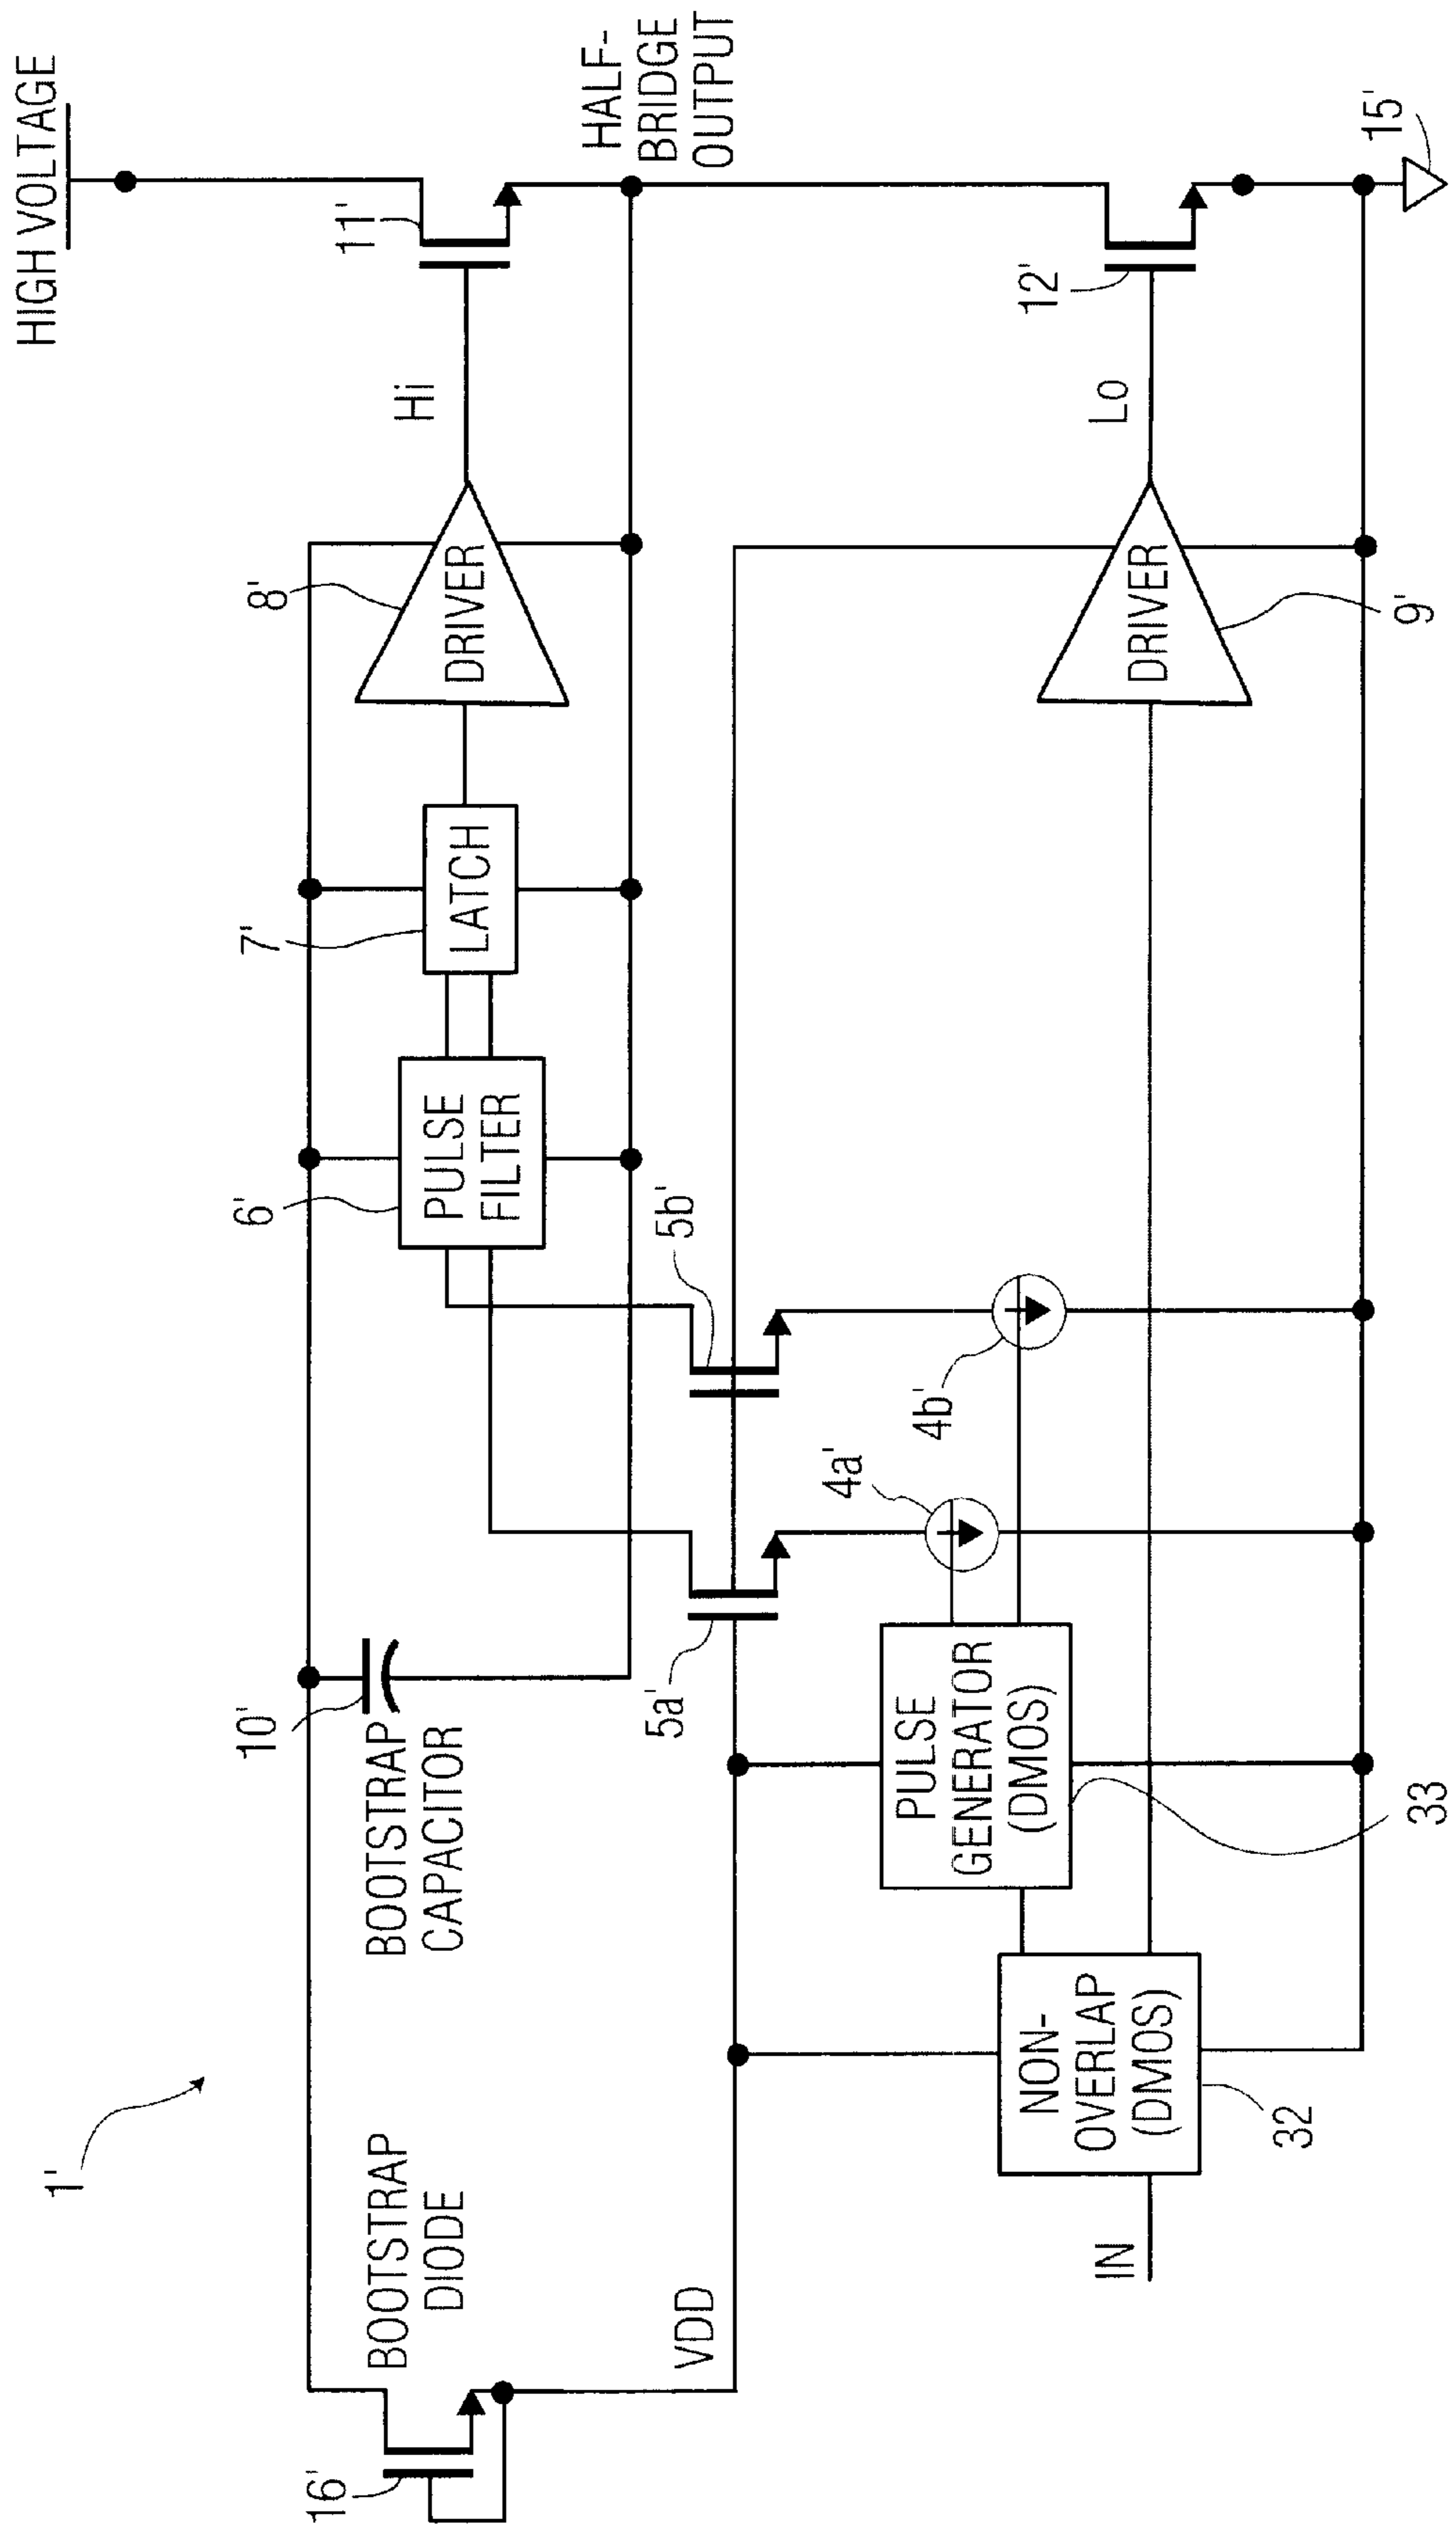 1'
HIGH VOLTAGE
11'
HALF-
BRIDGE
OUTPUT
Hi
8'
DRIVER
7'
LATCH
6'
PULSE
FILTER
10'
BOOTSTRAP
CAPACITOR
BOOTSTRAP
DIODE
16'
VDD
5a'
5b'
4a'
4b'
PULSE
GENERATOR
(DMOS)
33
NON-
OVERLAP
(DMOS)
32
IN
DRIVER
9'
Lo
12'
15'